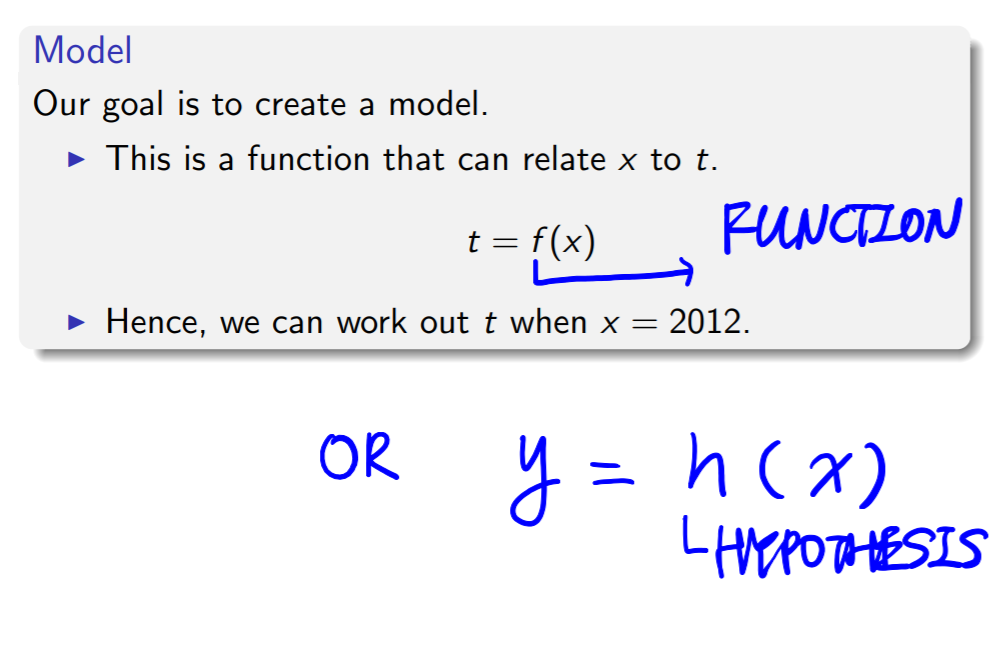 Model
Our goal is to create a model.
▶ This is a function that can relate x to t.
t = f(x)
FUNCTION
▶ Hence, we can work out t when x = 2012.
OR y = h(x)
HYPOTHESIS